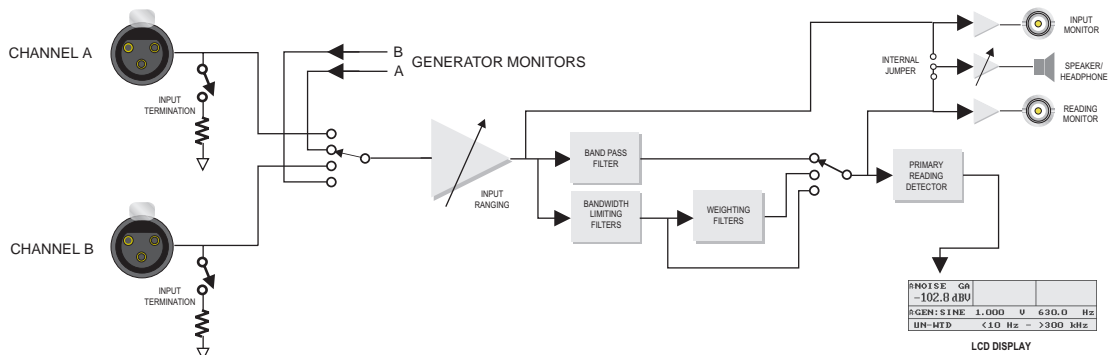 CHANNEL A
INPUT
TERMINATION
B
A
GENERATOR MONITORS
INTERNAL
JUMPER
INPUT
MONITOR
SPEAKER/
HEADPHONE
READING
MONITOR
INPUT
RANGING
BAND PASS
FILTER
BANDWIDTH
LIMITING
FILTERS
WEIGHTING
FILTERS
PRIMARY
READING
DETECTOR
CHANNEL B
INPUT
TERMINATION
NOISE GA
-102.8 dBV
GEN:SINE 1.000 V 630.0 Hz
UN-WTD <10 Hz - >300 kHz
LCD DISPLAY